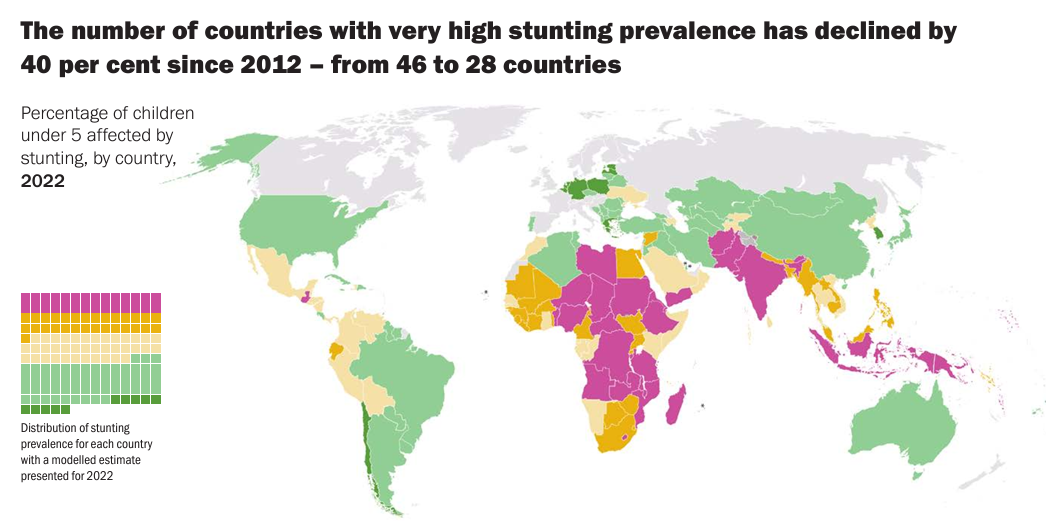 The number of countries with very high stunting prevalence has declined by
40 per cent since 2012 – from 46 to 28 countries
Percentage of children
under 5 affected by
stunting, by country,
2022
Distribution of stunting
prevalence for each country
with a modelled estimate
presented for 2022